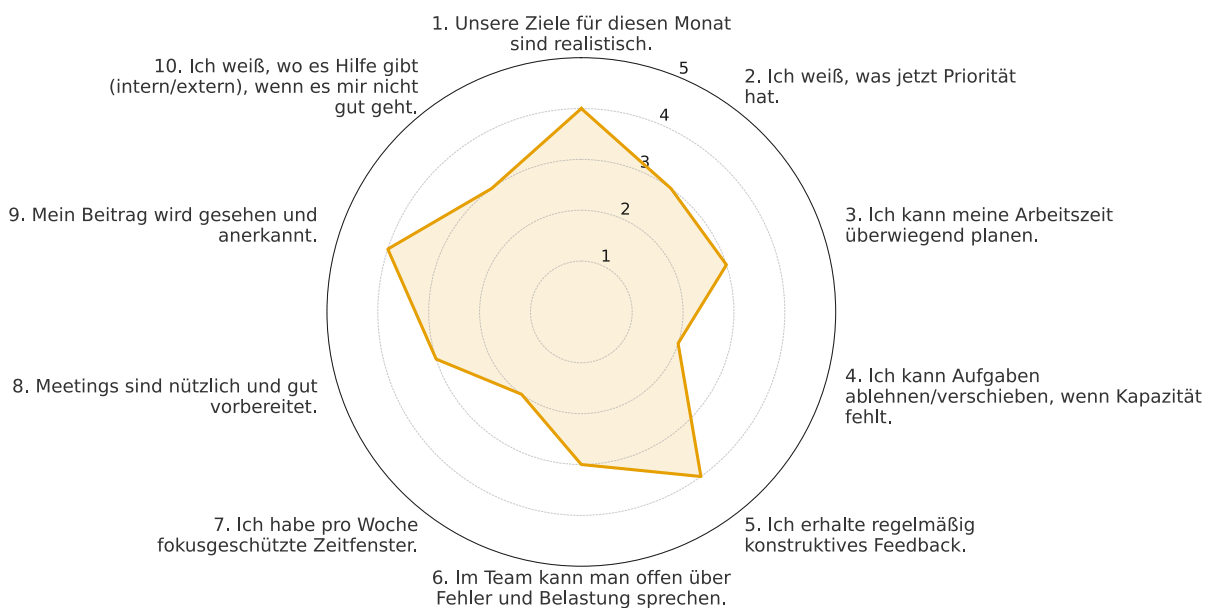 1. Unsere Ziele für diesen Monat
sind realistisch.
2. Ich weiß, was jetzt Priorität
hat.
3. Ich kann meine Arbeitszeit
überwiegend planen.
4. Ich kann Aufgaben
ablehnen/verschieben, wenn Kapazität
fehlt.
5. Ich erhalte regelmäßig
konstruktives Feedback.
6. Im Team kann man offen über
Fehler und Belastung sprechen.
7. Ich habe pro Woche
fokusgeschützte Zeitfenster.
8. Meetings sind nützlich und gut
vorbereitet.
9. Mein Beitrag wird gesehen und
anerkannt.
10. Ich weiß, wo es Hilfe gibt
(intern/extern), wenn es mir nicht
gut geht.
5
4
3
2
1